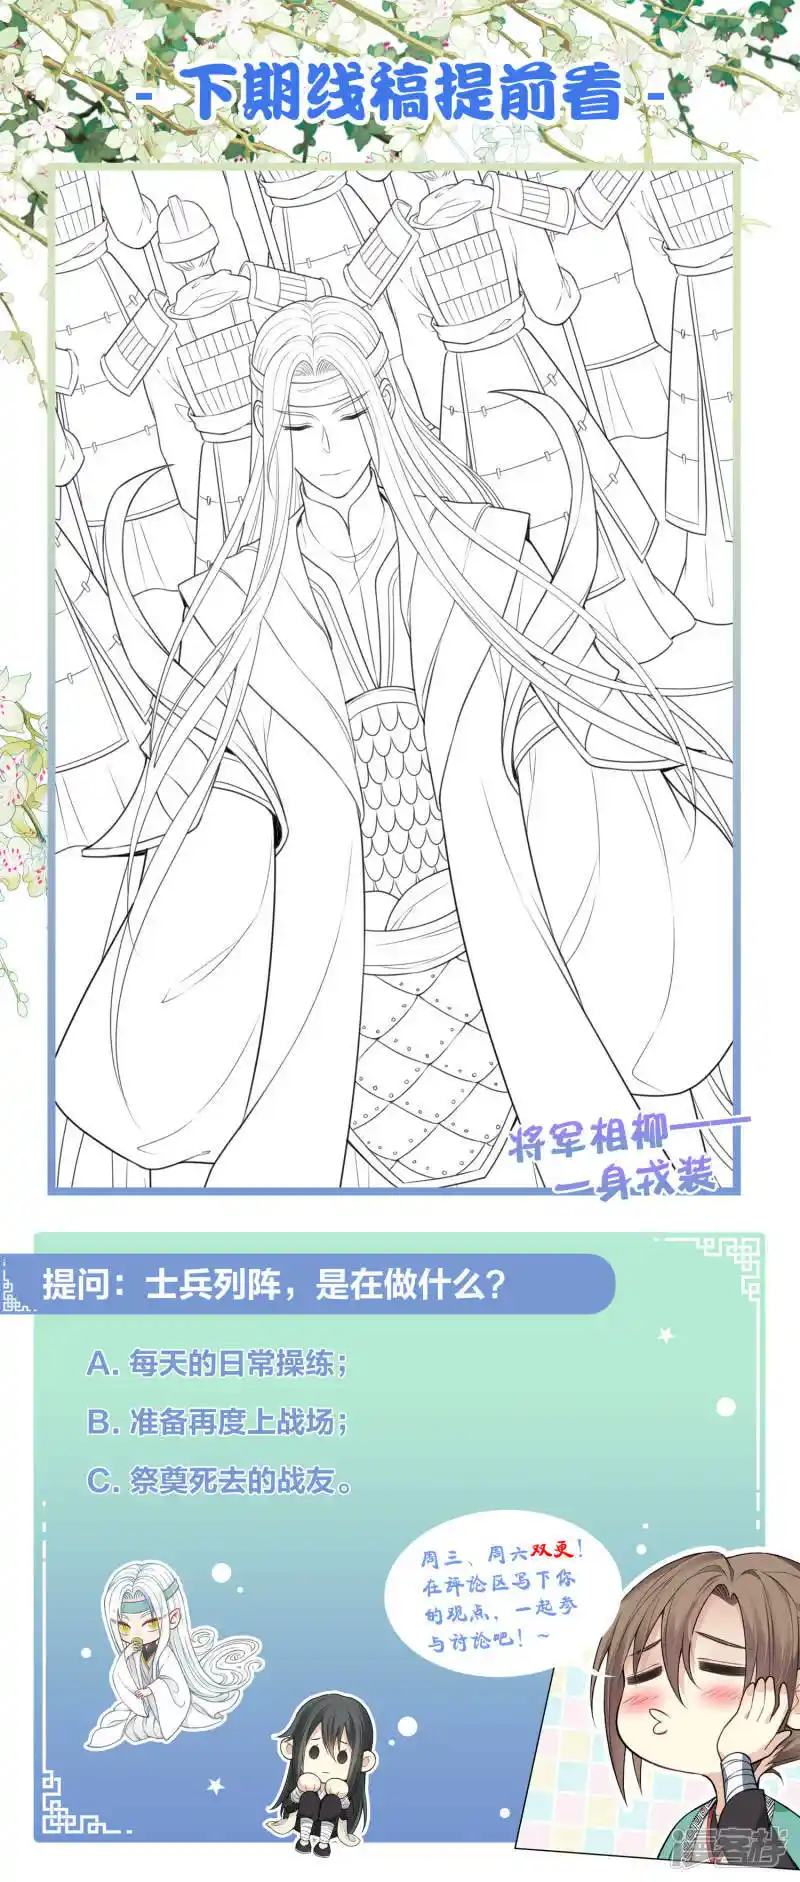 - 下期线稿提前看 -
将军相柳——
一身戎装
提问：士兵列阵，是在做什么？
A. 每天的日常操练；
B. 准备再度上战场；
C. 祭奠死去的战友。
周三、周六双更！
在评论区写下你
的观点，一起参
与讨论吧！~
漫客栈